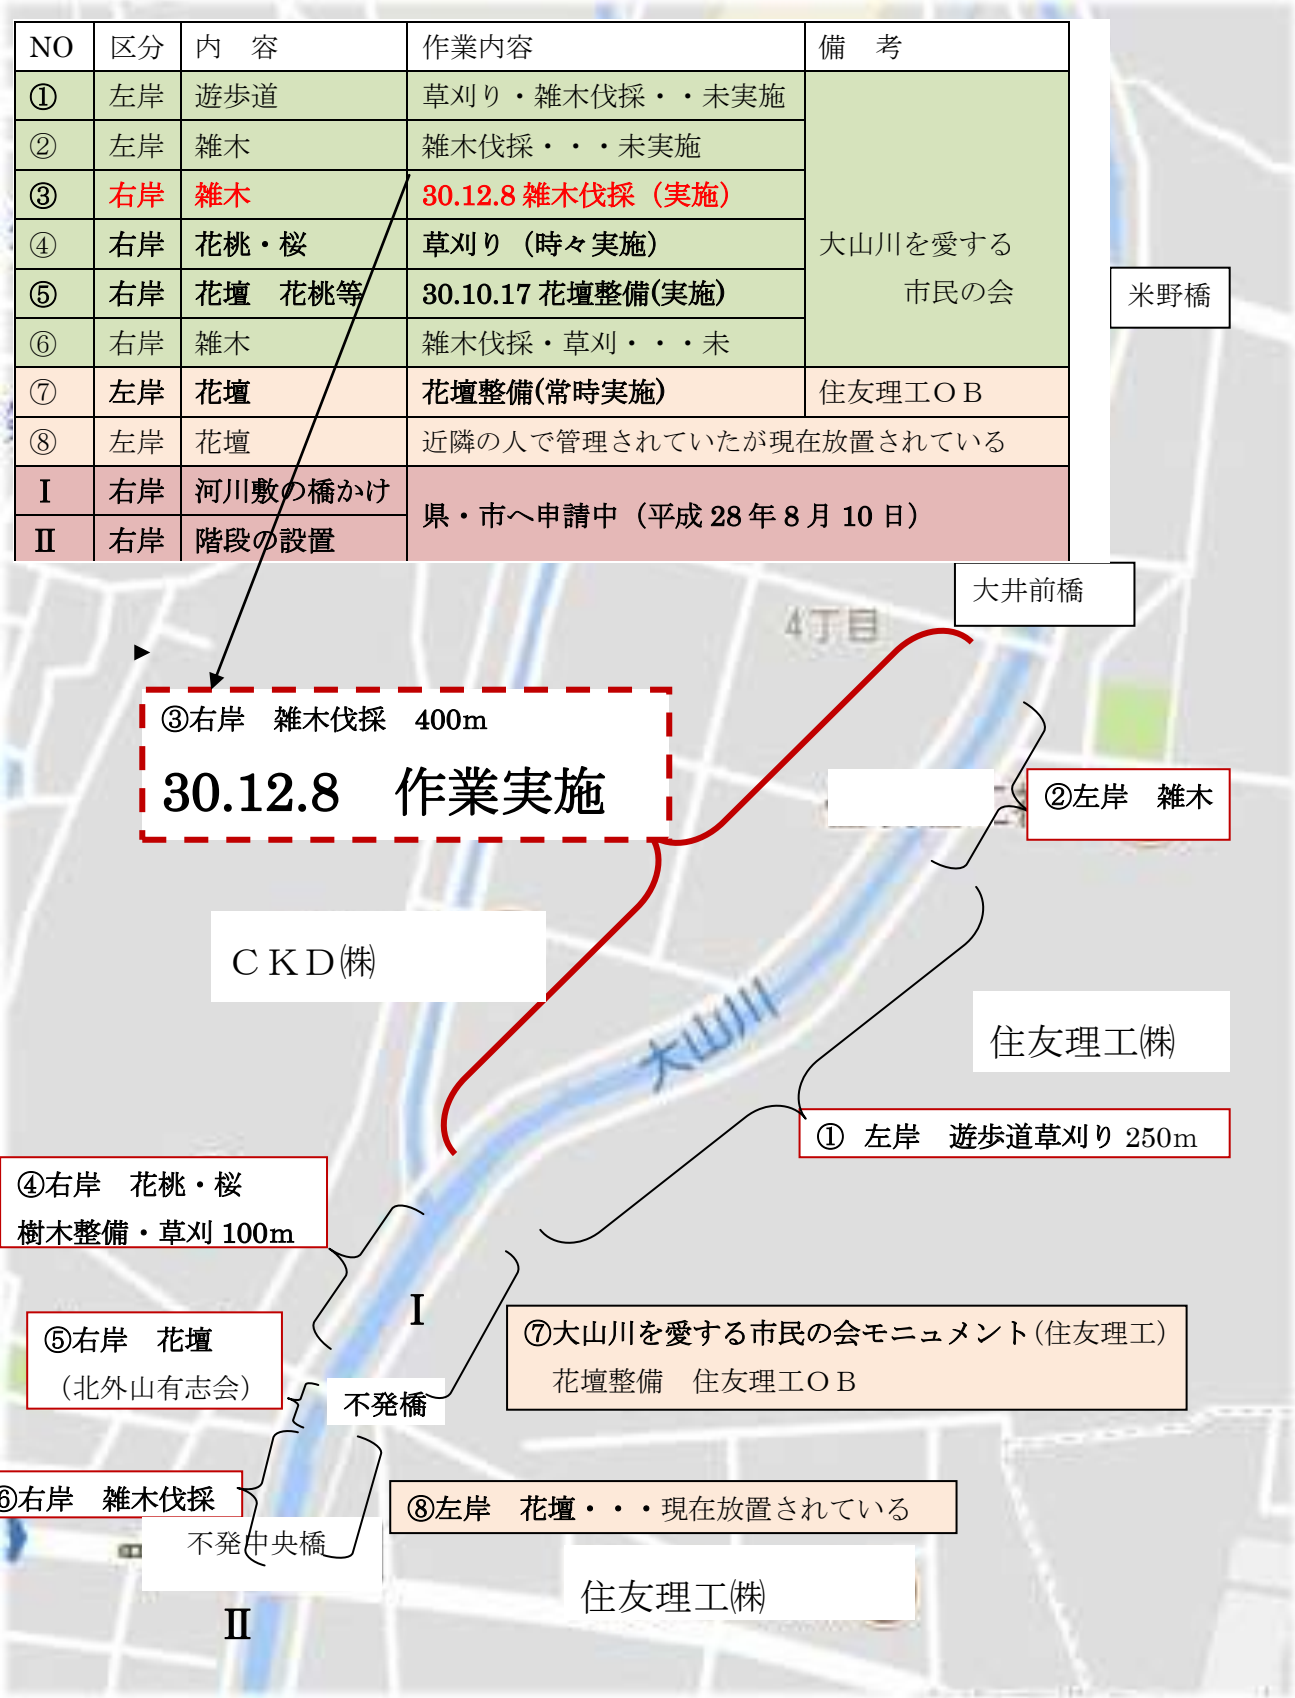 NO 区分 内　容 作業内容 備　考
① 左岸 遊歩道 草刈り・雑木伐採・・未実施
② 左岸 雑木 雑木伐採・・・未実施
③ 右岸 雑木 30.12.8 雑木伐採（実施）
④ 右岸 花桃・桜 草刈り（時々実施） 大山川を愛する
⑤ 右岸 花壇　花桃等 30.10.17 花壇整備(実施) 市民の会
⑥ 右岸 雑木 雑木伐採・草刈・・・未
⑦ 左岸 花壇 花壇整備(常時実施) 住友理工ＯＢ
⑧ 左岸 花壇 近隣の人で管理されていたが現在放置されている
Ⅰ 右岸 河川敷の橋かけ 県・市へ申請中（平成 28 年 8 月 10 日）
Ⅱ 右岸 階段の設置
米野橋
大井前橋
4丁目
③右岸　雑木伐採　400m
30.12.8　作業実施
②左岸　雑木
ＣＫＤ㈱
大山川
住友理工㈱
①　左岸　遊歩道草刈り 250m
④右岸　花桃・桜
樹木整備・草刈 100m
Ⅰ
⑤右岸　花壇
（北外山有志会）
⑦大山川を愛する市民の会モニュメント（住友理工）
花壇整備　住友理工ＯＢ
不発橋
⑥右岸　雑木伐採
⑧左岸　花壇・・・現在放置されている
不発中央橋
住友理工㈱
Ⅱ